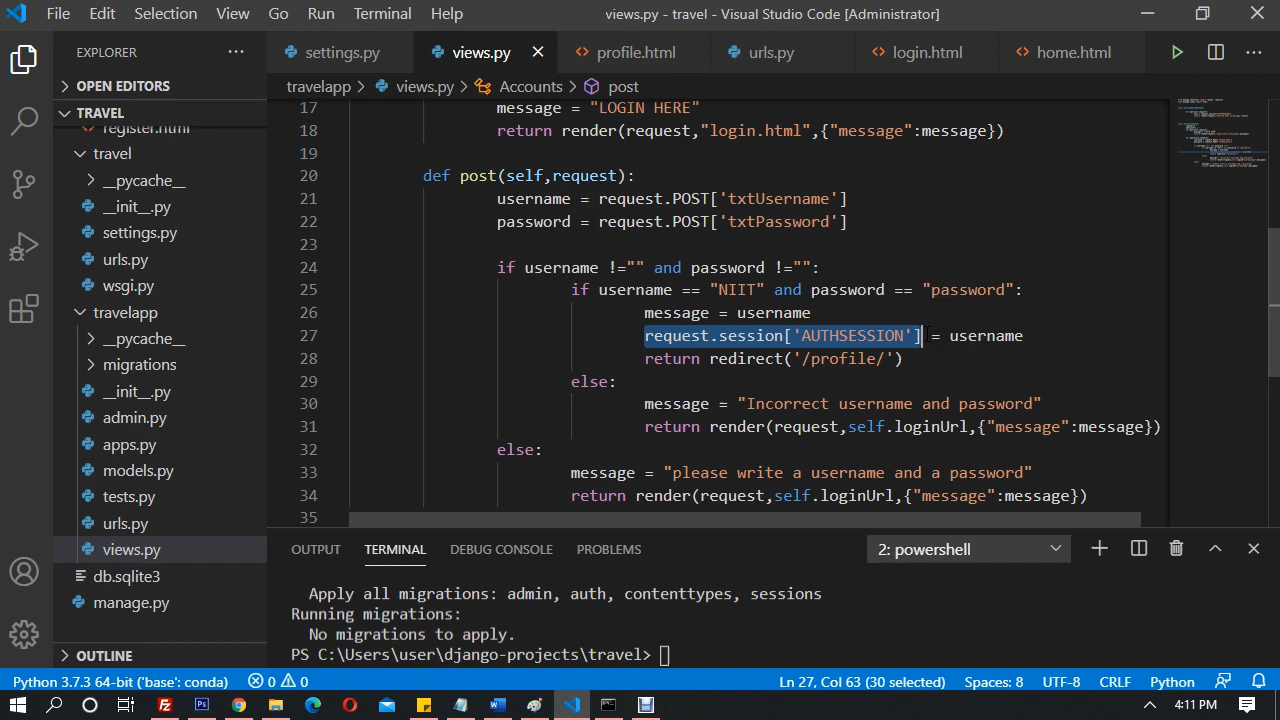 File Edit Selection View Go Run Terminal Help views.py - travel - Visual Studio Code [Administrator]
EXPLORER ··· settings.py views.py × profile.html urls.py login.html home.html ···
OPEN EDITORS
travelapp > views.py > Accounts > post
TRAVEL
register.html
travel
__pycache__
__init__.py
settings.py
urls.py
wsgi.py
travelapp
__pycache__
migrations
__init__.py
admin.py
apps.py
models.py
tests.py
urls.py
views.py
db.sqlite3
manage.py
OUTLINE
17 message = "LOGIN HERE"
18 return render(request,"login.html",{"message":message})
19
20 def post(self,request):
21 username = request.POST['txtUsername']
22 password = request.POST['txtPassword']
23
24 if username !="" and password !="":
25 if username == "NIIT" and password == "password":
26 message = username
27 request.session['AUTHSESSION'] = username
28 return redirect('/profile/')
29 else:
30 message = "Incorrect username and password"
31 return render(request,self.loginUrl,{"message":message})
32 else:
33 message = "please write a username and a password"
34 return render(request,self.loginUrl,{"message":message})
35
OUTPUT TERMINAL DEBUG CONSOLE PROBLEMS 2: powershell
Apply all migrations: admin, auth, contenttypes, sessions
Running migrations:
No migrations to apply.
PS C:\Users\user\django-projects\travel>
Python 3.7.3 64-bit ('base': conda) 0 0 Ln 27, Col 63 (30 selected) Spaces: 8 UTF-8 CRLF Python
4:11 PM